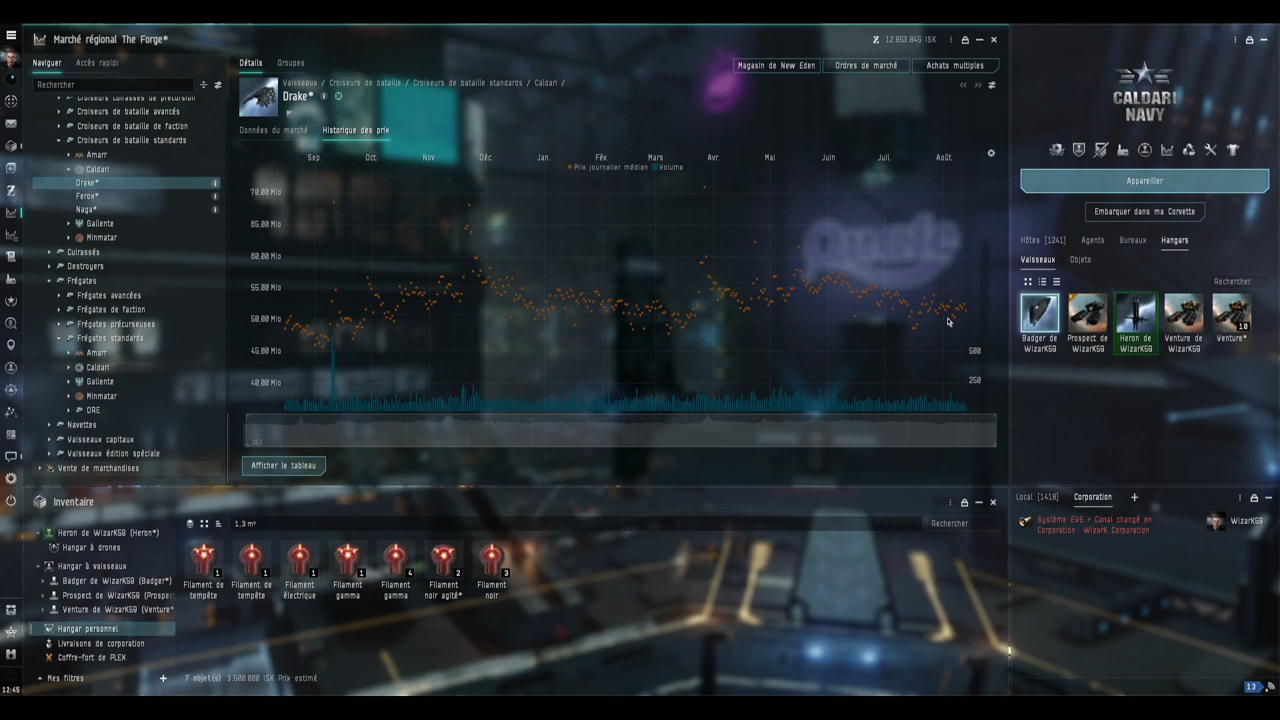 Marché régional The Forge*
12.853.845 ISK
Naviguer
Accès rapide
Rechercher
Croiseurs de bataille avancés
Croiseurs de bataille de faction
Croiseurs de bataille standards
Amarr
Caldari
Drake*
Ferox*
Naga*
Gallente
Minmatar
Cuirassés
Destroyers
Frégates
Frégates avancées
Frégates de faction
Frégates précurseuses
Frégates standards
Amarr
Caldari
Gallente
Minmatar
ORE
Navettes
Vaisseaux capitaux
Vaisseaux édition spéciale
Vente de marchandises
Détails
Groupes
Vaisseaux / Croiseurs de bataille / Croiseurs de bataille standards / Caldari /
Drake*
Magasin de New Eden
Ordres de marché
Achats multiples
Données du marché
Historique des prix
Sep. Oct. Nov. Déc. Jan. Fév. Mars Avr. Mai Juin Juil. Août
Prix journalier médian Volume
70,00 Mio
65,00 Mio
60,00 Mio
55,00 Mio
50,00 Mio
45,00 Mio
40,00 Mio
500
250
363
Afficher le tableau
CALDARI
NAVY
Appareiller
Embarquer dans ma Corvette
Hôtes [1241]
Agents
Bureaux
Hangars
Vaisseaux
Objets
Rechercher
Badger de WizarK59
Prospect de WizarK59
Heron de WizarK59
Venture de WizarK59
10
Venture*
Inventaire
Heron de WizarK59 (Heron*)
Hangar à drones
Hangar à vaisseaux
Badger de WizarK59 (Badger*)
Prospect de WizarK59 (Prospec
Venture de WizarK59 (Venture*
Hangar personnel
Livraisons de corporation
Coffre-fort de PLEX
Mes filtres
1,3 m³
Rechercher
1
Filament de tempête
1
Filament de tempête
1
Filament électrique
1
Filament gamma
4
Filament gamma
2
Filament noir agité*
3
Filament noir
7 objet(s) 3.500.000 ISK Prix estimé
Local [1418]
Corporation
Système EVE > Canal changé en
Corporation : WizarK Corporation
WizarK59
12:45
13